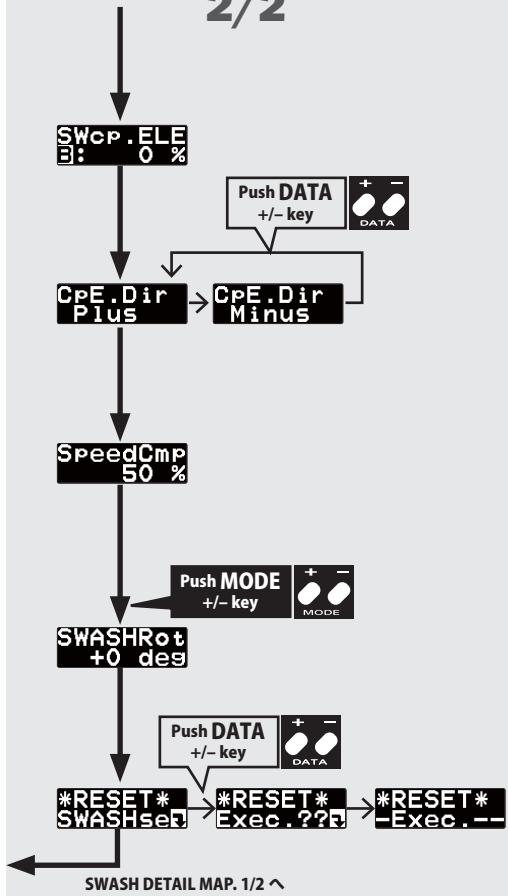 2/2
SWcp.ELE
B: 0 %
Push DATA
+/– key
+ –
DATA
CpE.Dir
Plus
CpE.Dir
Minus
SpeedCmp
50 %
Push MODE
+/– key
+ –
MODE
SWASHRot
+0 deg
Push DATA
+/– key
+ –
DATA
*RESET*
SWASHse
*RESET*
Exec.??
*RESET*
-Exec.--
SWASH DETAIL MAP. 1/2 へ